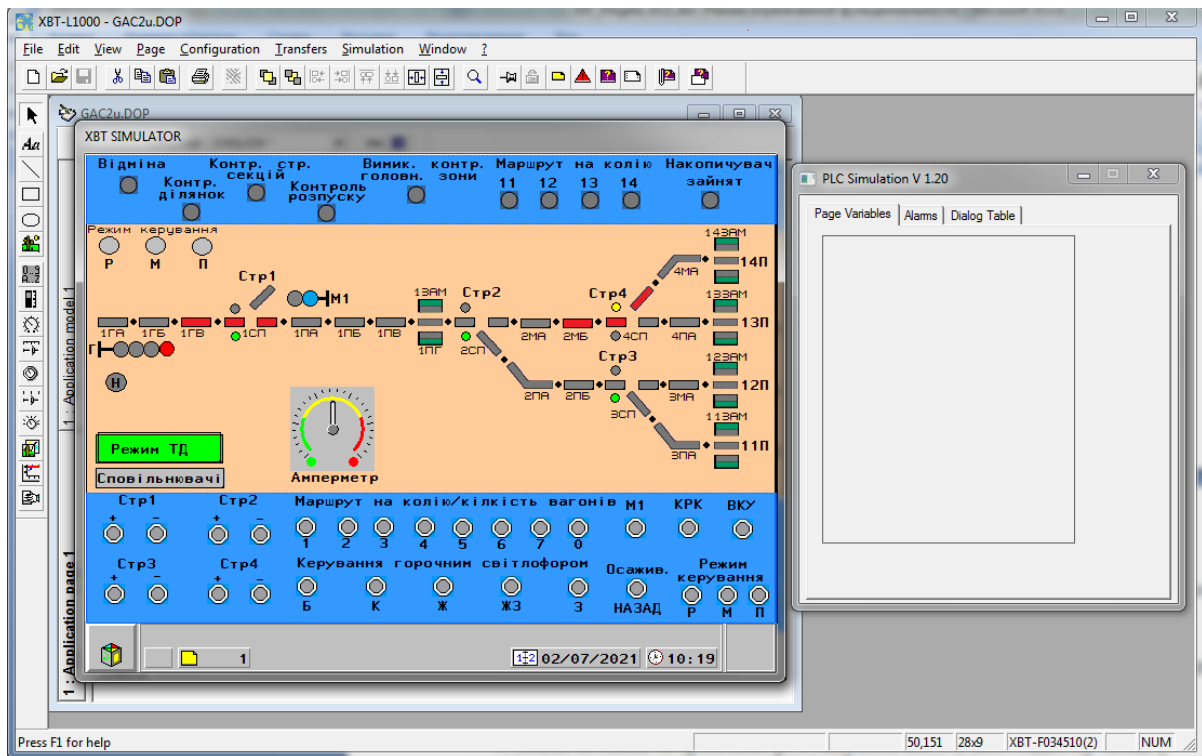 XBT-L1000 - GAC2u.DOP
File Edit View Page Configuration Transfers Simulation Window ?
GAC2u.DOP
XBT SIMULATOR
Відміна Контр. стр. секцій Виник. контр. головн. зони Маршрут на колію Накопичувач зайнят
Контр. ділянок Контроль розпуску 11 12 13 14
Режим керування
Р М П
143АМ
14П
4МА
Стр1
М1
13АМ Стр2 Стр4 133АМ
13П
1ГА 1ГБ 1ГВ 1СП 1ПА 1ПБ 1ПВ 2МА 2МБ 4СП 4ПА
Г 1ПГ 2СП Стр3 123АМ
Н
12П
2ПА 2ПБ 3МА
3СП 113АМ
Режим ТД
11П
3ПА
Сповільнювачі Амперметр
Стр1 Стр2 Маршрут на колію/кілкість вагонів М1 КРК ВКУ
+ - + -
1 2 3 4 5 6 7 0
Стр3 Стр4 Керування горочним світлофором Осажив. Режим керування
+ - + -
Б К Ж ЖЗ З НАЗАД Р М П
1 02/07/2021 10:19
1 : Application model 1
1 : Application page 1
PLC Simulation V 1.20
Page Variables Alarms Dialog Table
Press F1 for help 50,151 28x9 XBT-F034510(2) NUM